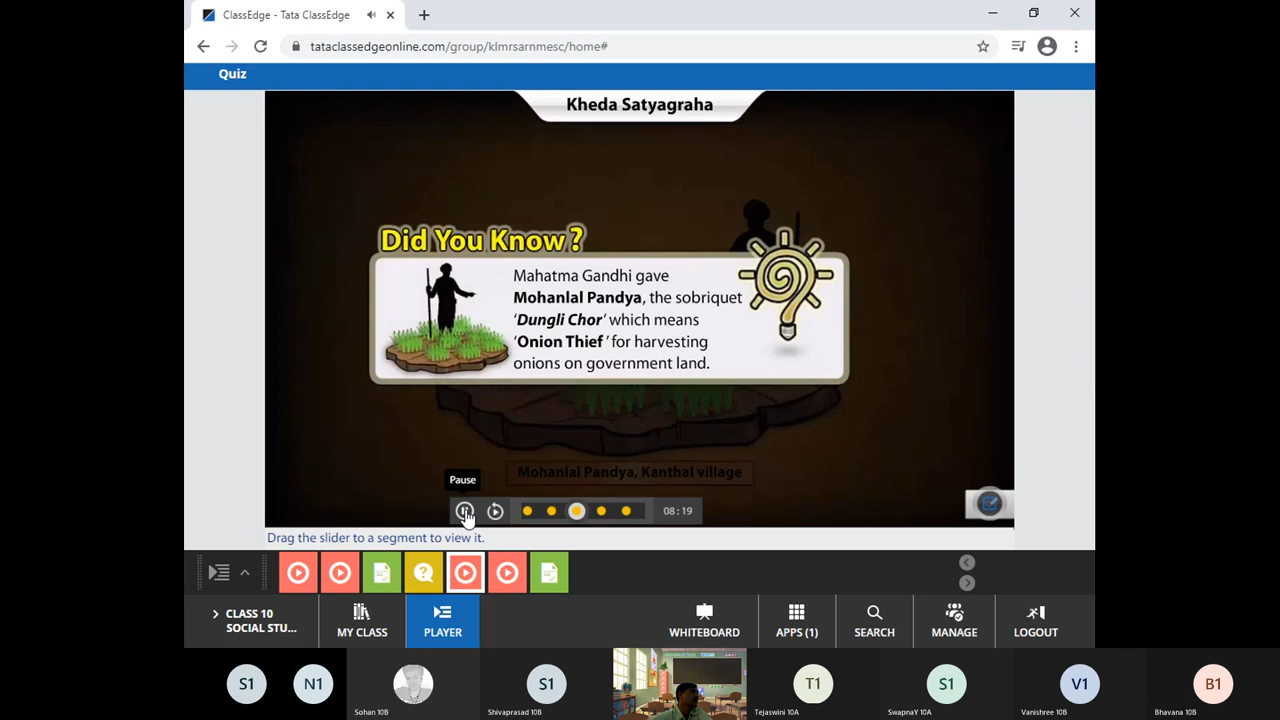 ClassEdge - Tata ClassEdge
tataclassedgeonline.com/group/klmrsarnmesc/home#
Quiz
Kheda Satyagraha
Did You Know?
Mahatma Gandhi gave
Mohanlal Pandya, the sobriquet
‘Dungli Chor’ which means
‘Onion Thief’ for harvesting
onions on government land.
Mohanlal Pandya, Kanthal village
Pause
08:19
Drag the slider to a segment to view it.
CLASS 10
SOCIAL STU...
MY CLASS
PLAYER
WHITEBOARD
APPS (1)
SEARCH
MANAGE
LOGOUT
S1
N1
Sohan 10B
S1
Shivaprasad 10B
T1
Tejaswini 10A
S1
SwapnaY 10A
V1
Vanishree 10B
B1
Bhavana 10B